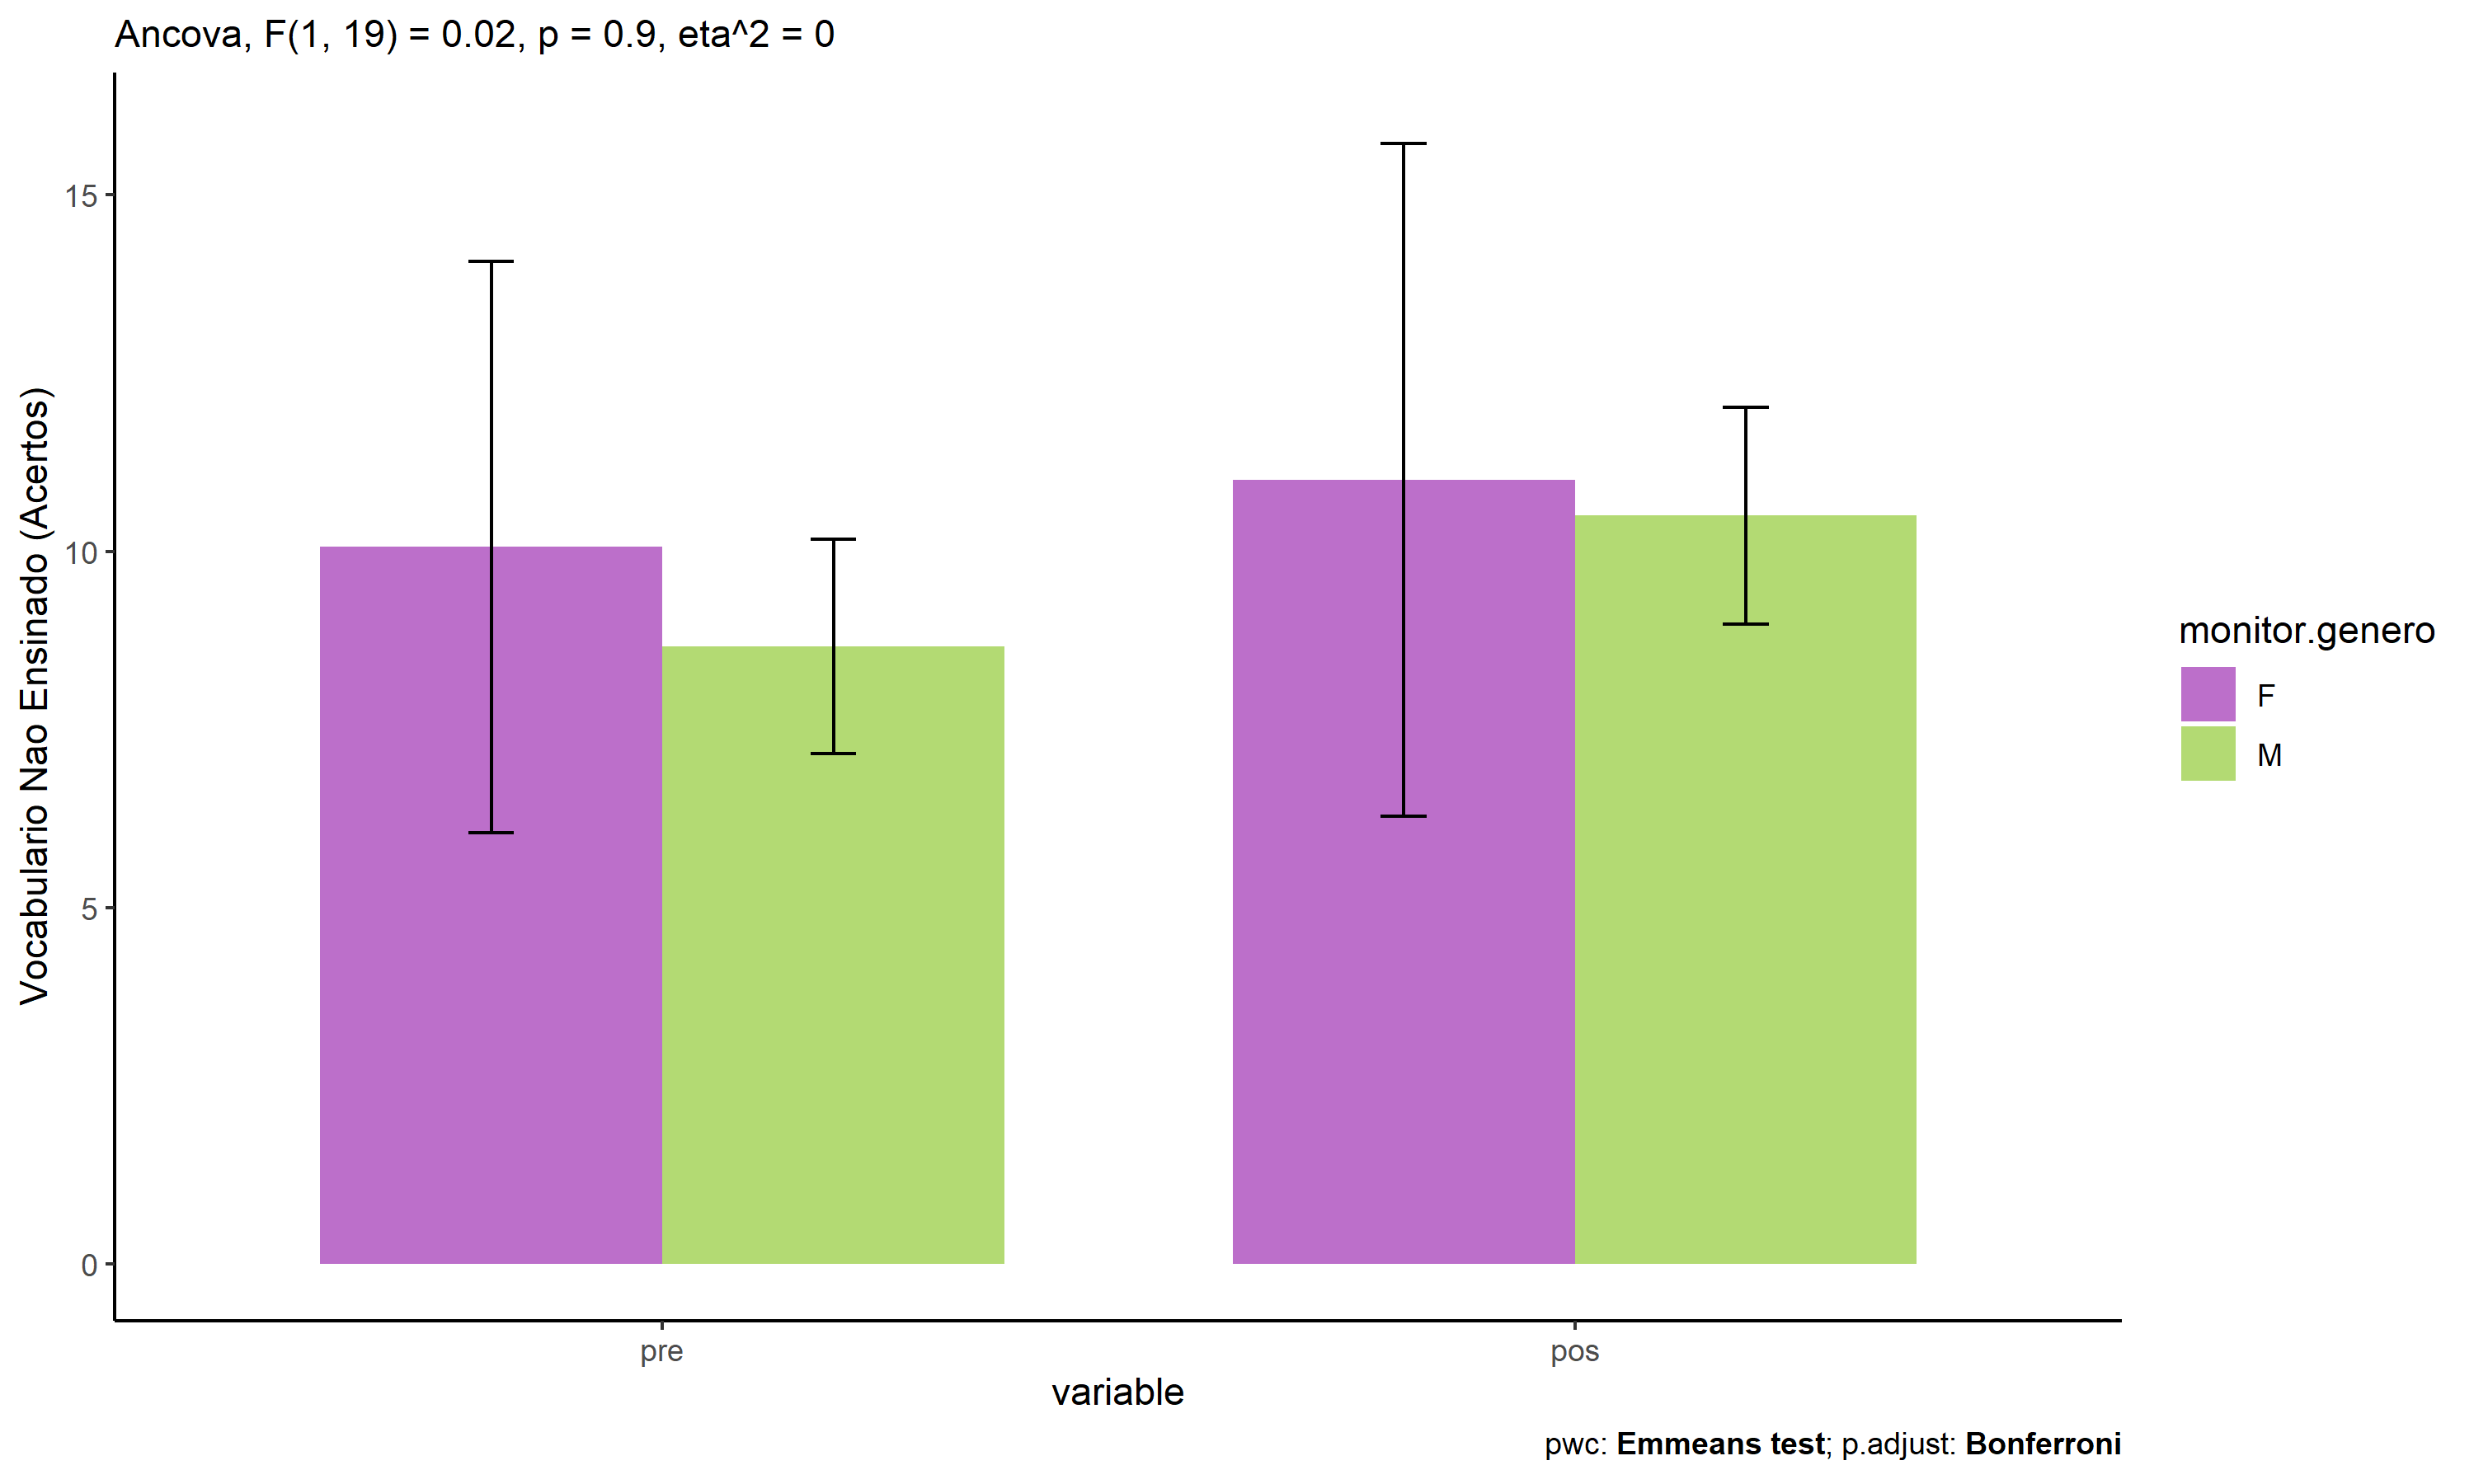 Ancova, F(1, 19) = 0.02, p = 0.9, eta^2 = 0
Vocabulario Nao Ensinado (Acertos)
15
10
5
0
pre
pos
variable
monitor.genero
F
M
pwc: Emmeans test; p.adjust: Bonferroni